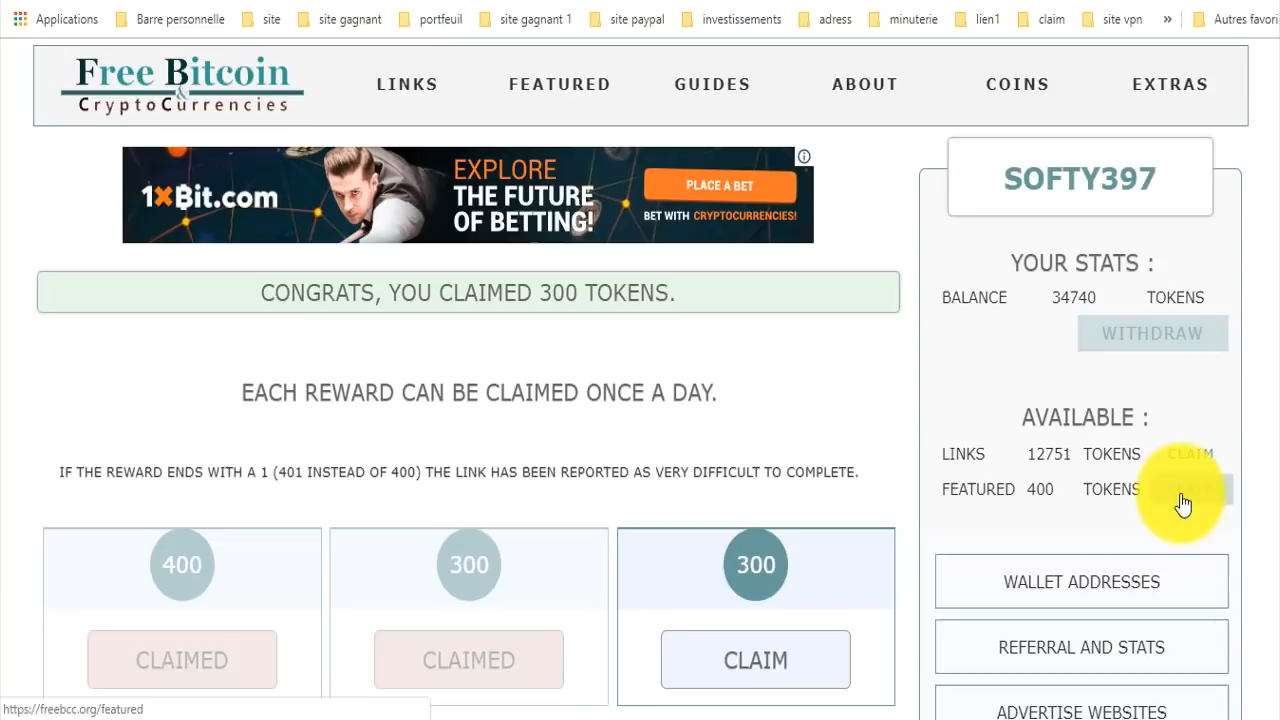 Applications Barre personnelle site site gagnant portfeuil site gagnant 1 site paypal investissements adress minuterie lien1 claim site vpn » Autres favori
Free Bitcoin
&
CryptoCurrencies
LINKS FEATURED GUIDES ABOUT COINS EXTRAS
1XBit.com
EXPLORE
THE FUTURE
OF BETTING!
PLACE A BET
BET WITH CRYPTOCURRENCIES!
SOFTY397
YOUR STATS :
BALANCE 34740 TOKENS
WITHDRAW
CONGRATS, YOU CLAIMED 300 TOKENS.
EACH REWARD CAN BE CLAIMED ONCE A DAY.
IF THE REWARD ENDS WITH A 1 (401 INSTEAD OF 400) THE LINK HAS BEEN REPORTED AS VERY DIFFICULT TO COMPLETE.
AVAILABLE :
LINKS 12751 TOKENS CLAIM
FEATURED 400 TOKENS
400 300 300
CLAIMED CLAIMED CLAIM
WALLET ADDRESSES
REFERRAL AND STATS
ADVERTISE WEBSITES
https://freebcc.org/featured